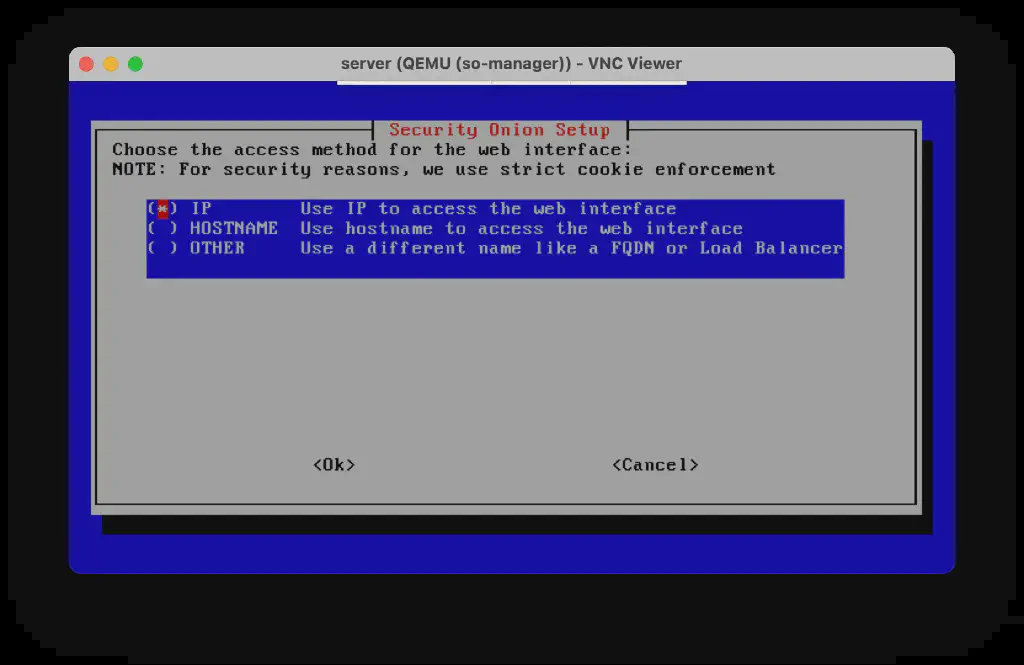 server (QEMU (so-manager)) - VNC Viewer
Security Onion Setup
Choose the access method for the web interface:
NOTE: For security reasons, we use strict cookie enforcement
(*) IP Use IP to access the web interface
( ) HOSTNAME Use hostname to access the web interface
( ) OTHER Use a different name like a FQDN or Load Balancer
<Ok> <Cancel>